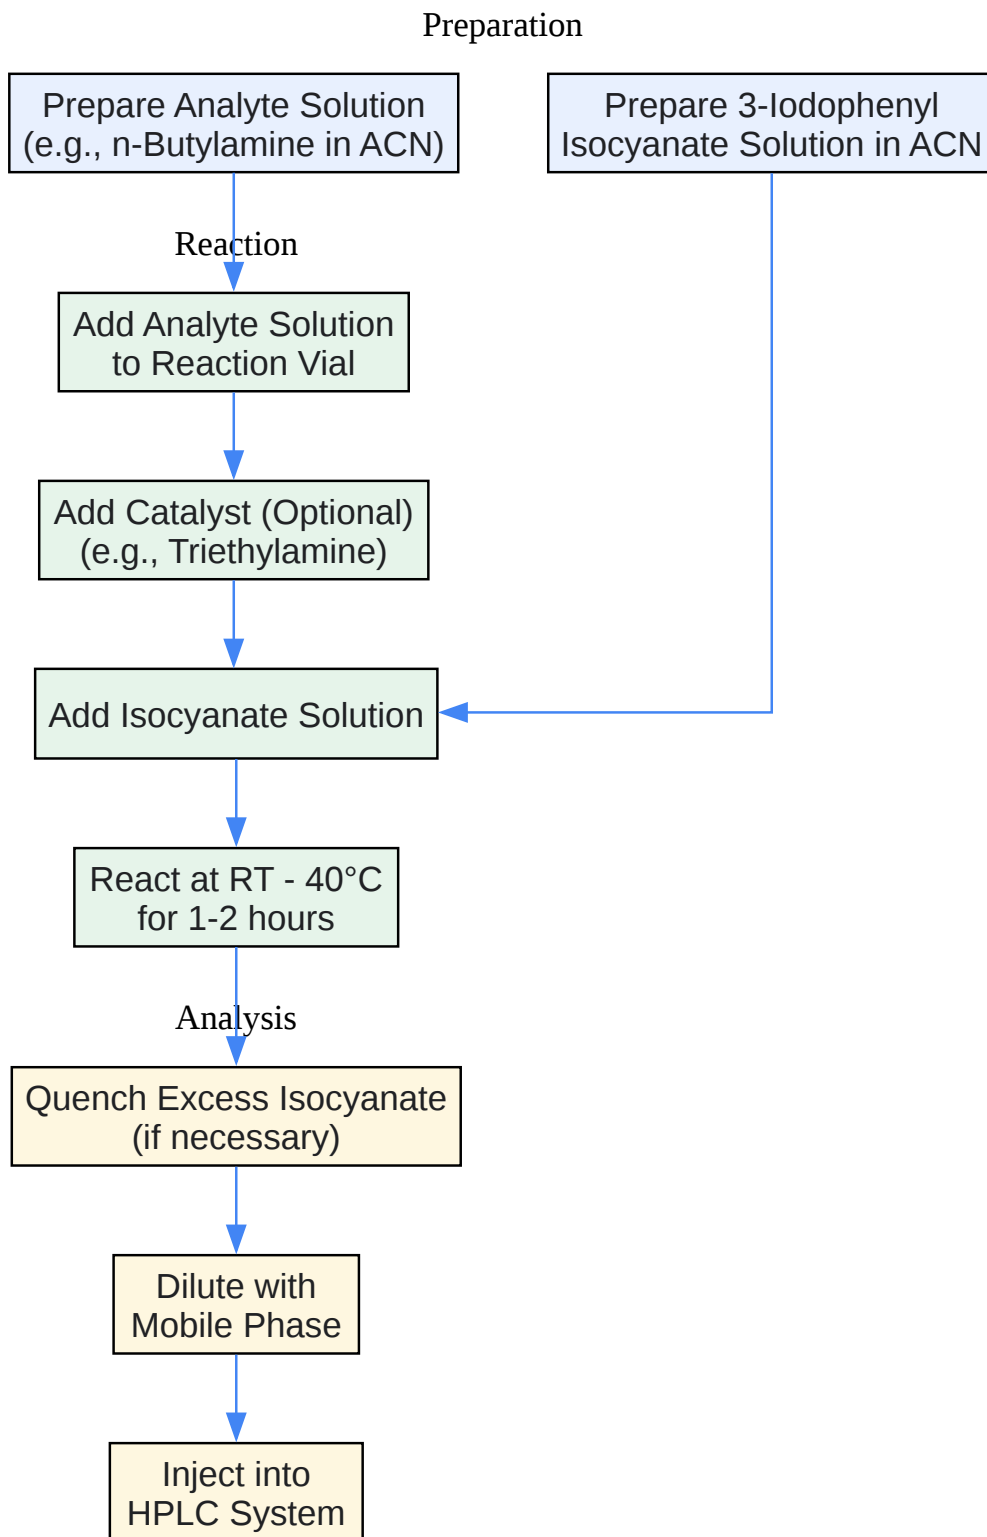 Preparation
Prepare Analyte Solution
(e.g., n-Butylamine in ACN)
Prepare 3-Iodophenyl
Isocyanate Solution in ACN
Reaction
Add Analyte Solution
to Reaction Vial
Add Catalyst (Optional)
(e.g., Triethylamine)
Add Isocyanate Solution
React at RT - 40°C
for 1-2 hours
Analysis
Quench Excess Isocyanate
(if necessary)
Dilute with
Mobile Phase
Inject into
HPLC System